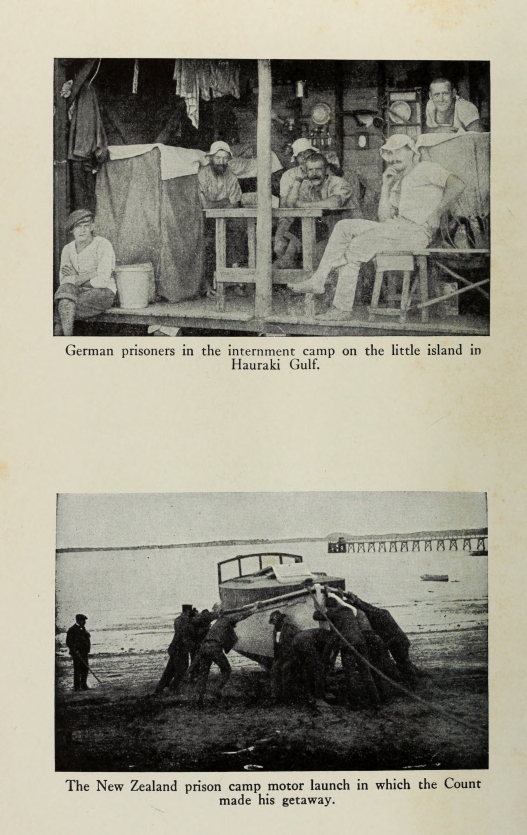 German prisoners in the internment camp on the little island in
Hauraki Gulf.
The New Zealand prison camp motor launch in which the Count
made his getaway.